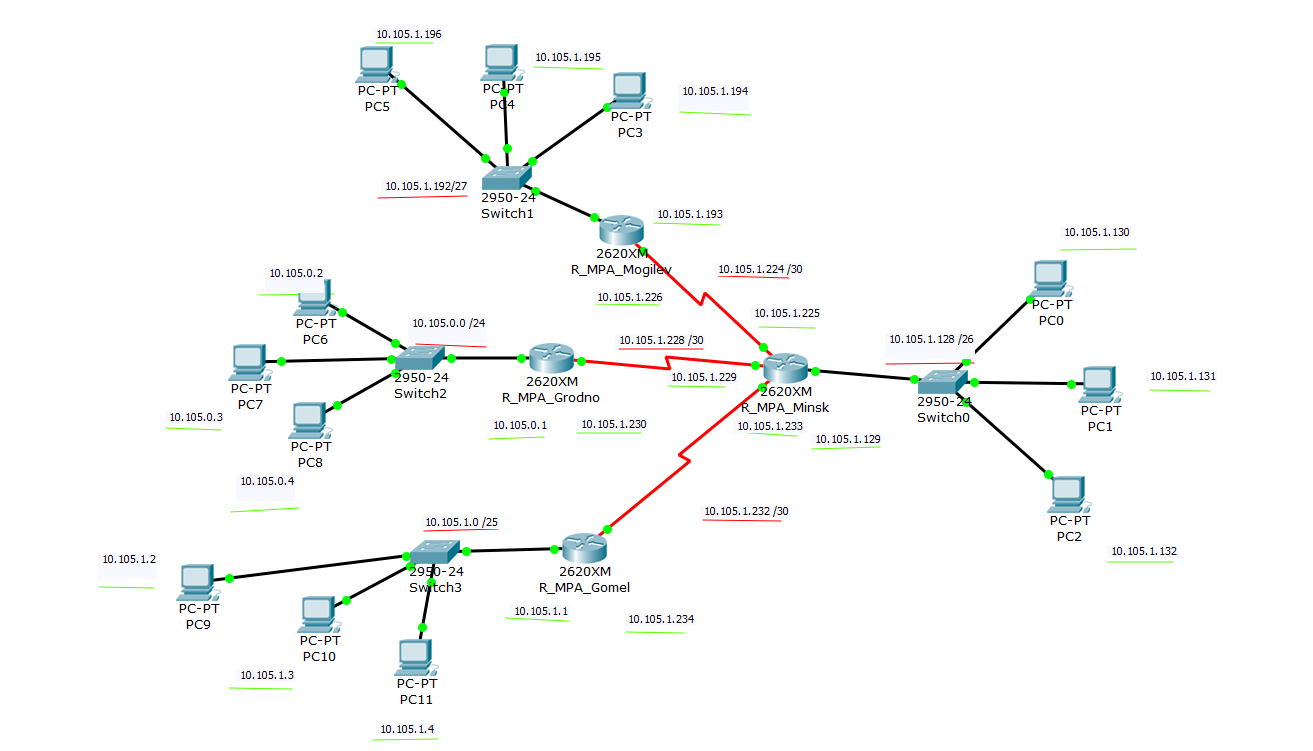 10.105.1.196
PC-PT
PC5
10.105.1.195
PC-PT
PC4
10.105.1.194
PC-PT
PC3
10.105.1.192/27
2950-24
Switch1
10.105.1.193
2620XM
R_MPA_Mogilev
10.105.1.224 /30
10.105.1.226
10.105.1.225
10.105.1.130
PC-PT
PC0
10.105.0.2
PC-PT
PC6
10.105.0.0 /24
10.105.1.228 /30
10.105.1.128 /26
PC-PT
PC7
2950-24
Switch2
2620XM
R_MPA_Grodno
10.105.1.229
2620XM
R_MPA_Minsk
2950-24
Switch0
10.105.1.131
PC-PT
PC1
10.105.0.3
PC-PT
PC8
10.105.0.1
10.105.1.230
10.105.1.233
10.105.1.129
10.105.0.4
10.105.1.232 /30
PC-PT
PC2
10.105.1.132
10.105.1.0 /25
10.105.1.2
2950-24
Switch3
2620XM
R_MPA_Gomel
PC-PT
PC9
10.105.1.1
10.105.1.234
PC-PT
PC10
10.105.1.3
PC-PT
PC11
10.105.1.4